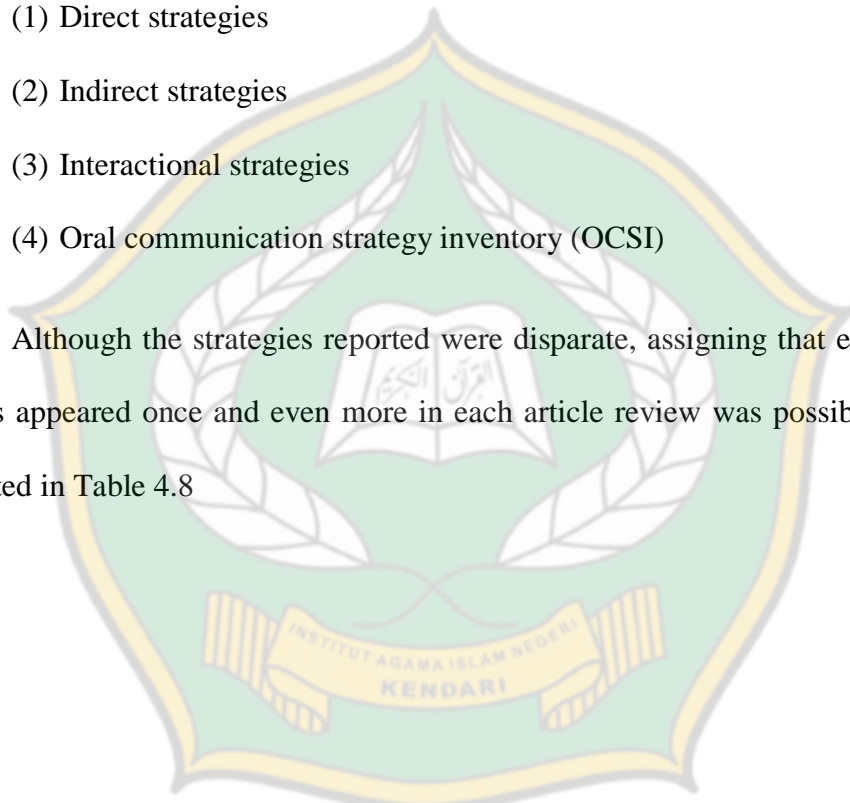 (1) Direct strategies
(2) Indirect strategies
(3) Interactional strategies
(4) Oral communication strategy inventory (OCSI)
Although the strategies reported were disparate, assigning that e
s appeared once and even more in each article review was possib
ted in Table 4.8
القرآن الكريم
INSTITUT AGAMA ISLAM NEGERI
KENDARI